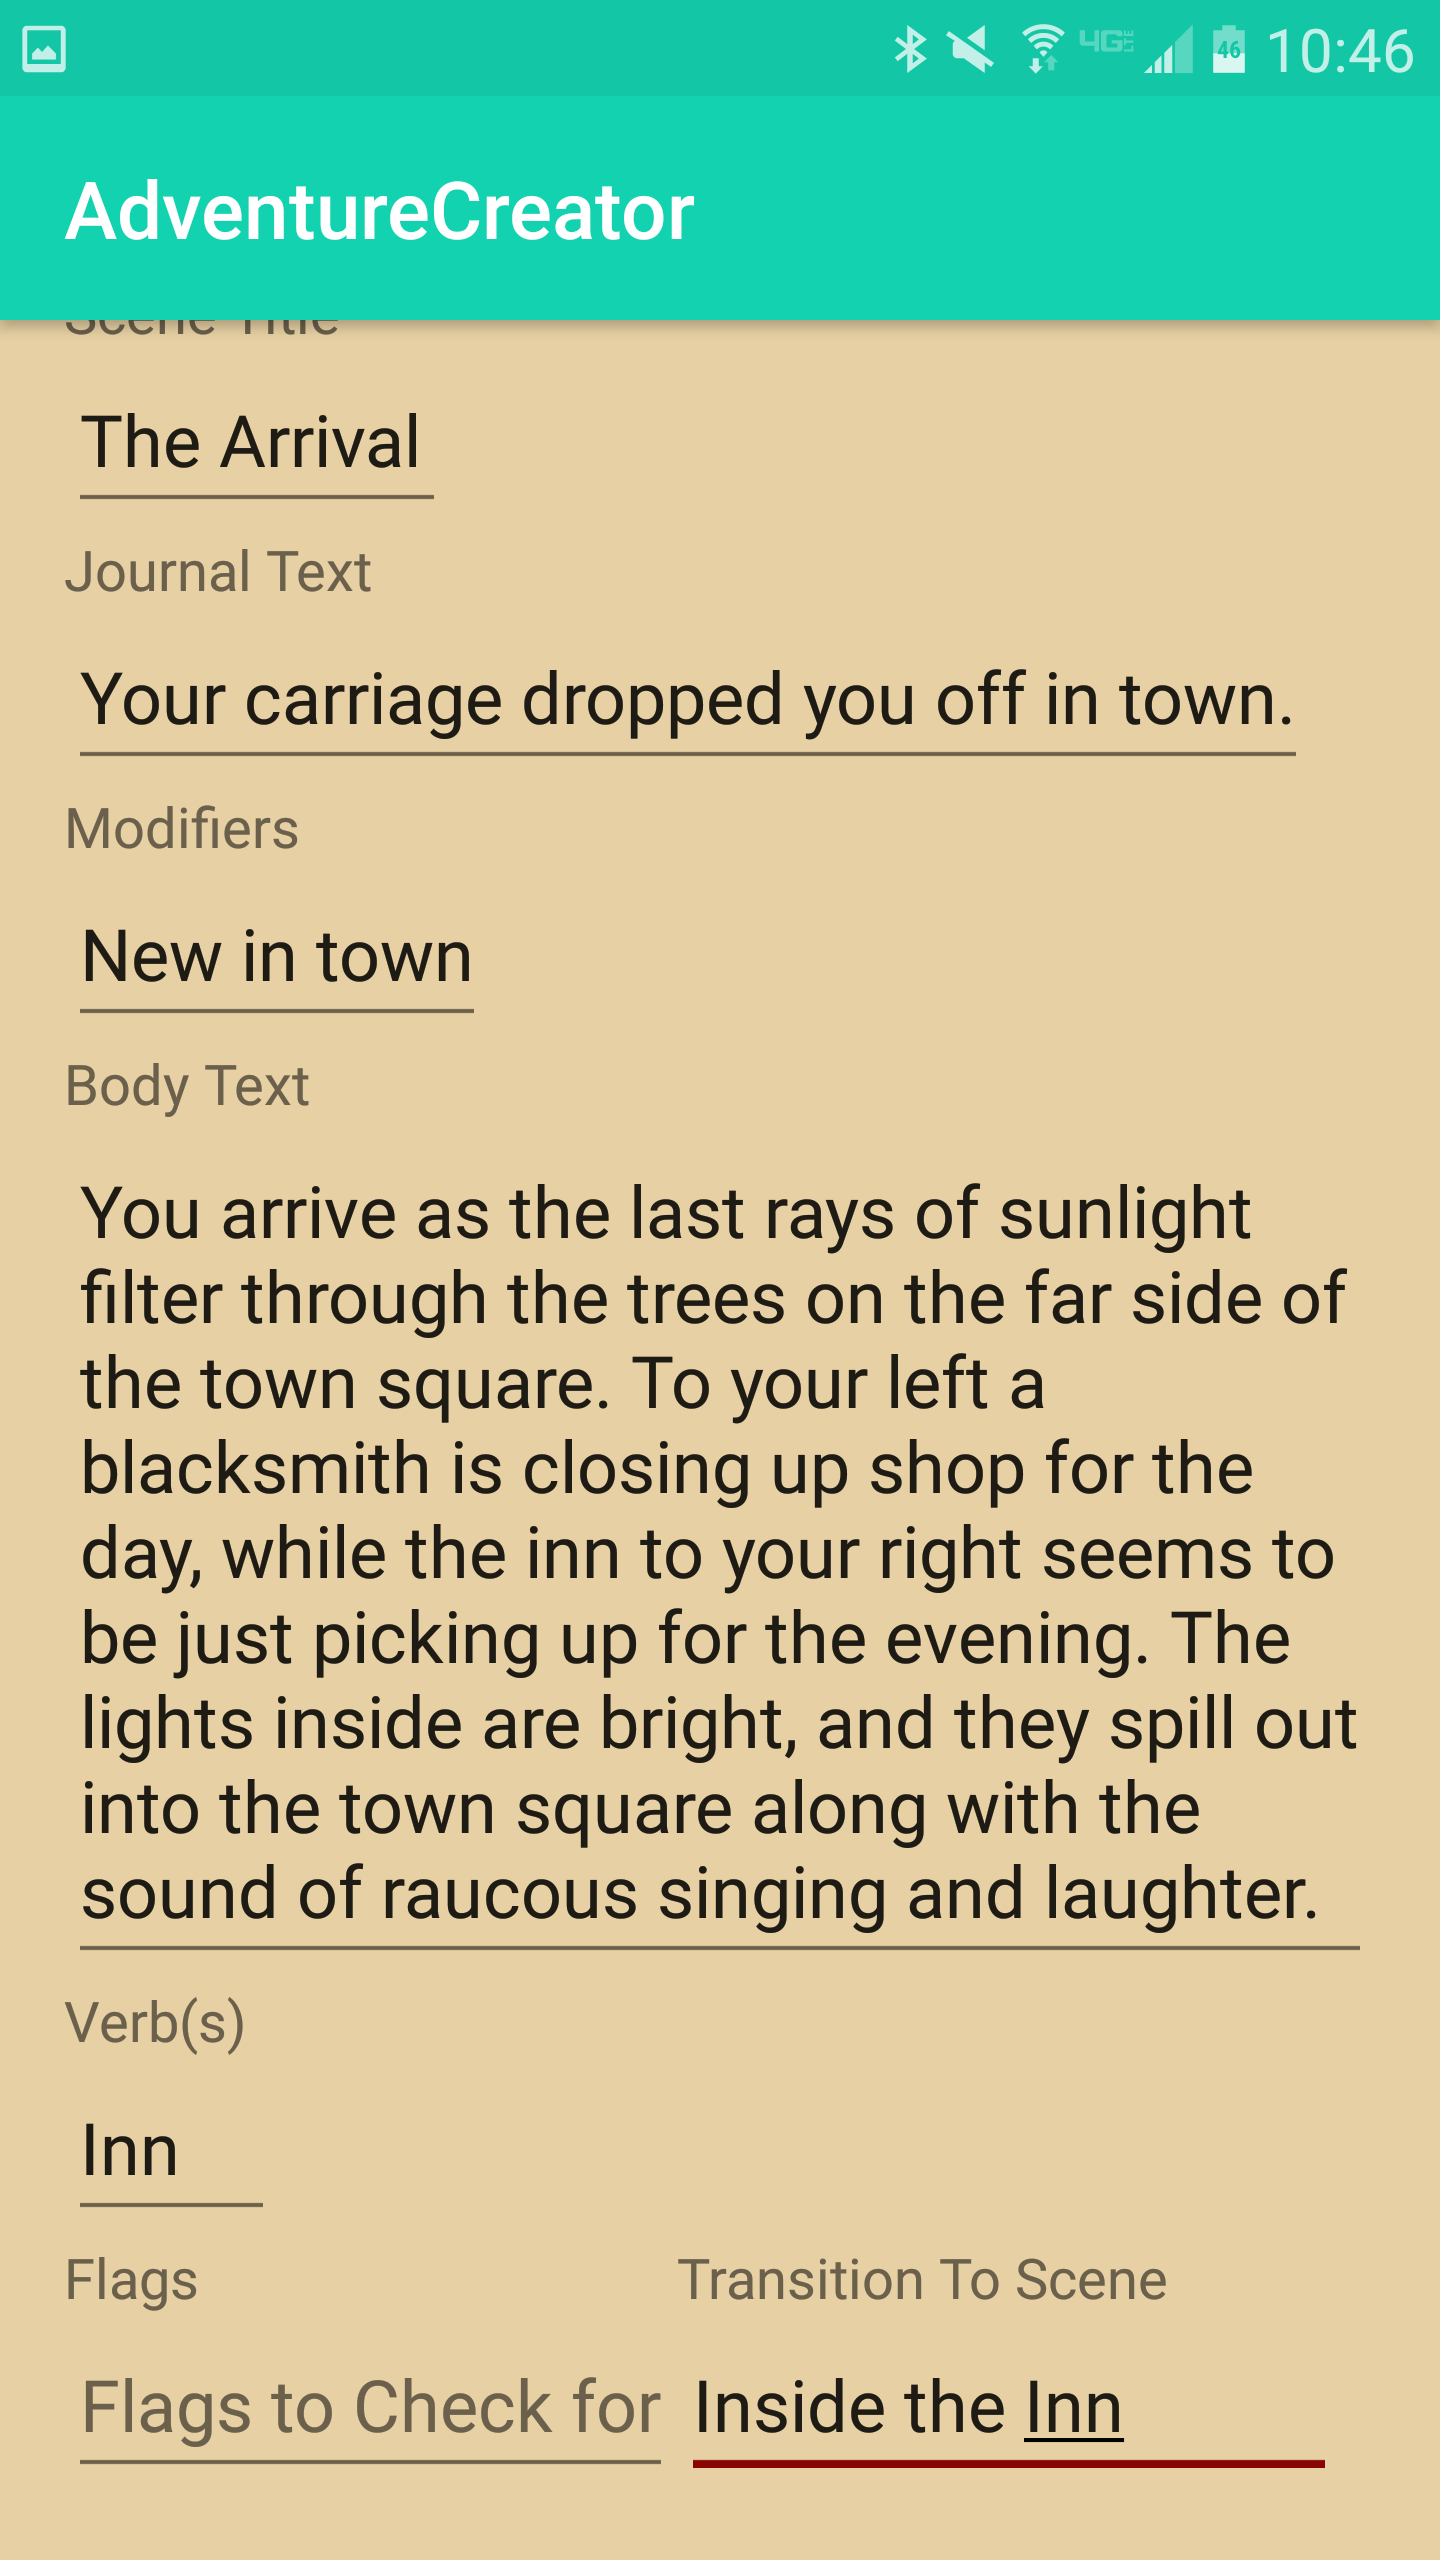 46 10:46
AdventureCreator
Scene Title
The Arrival
Journal Text
Your carriage dropped you off in town.
Modifiers
New in town
Body Text
You arrive as the last rays of sunlight
filter through the trees on the far side of
the town square. To your left a
blacksmith is closing up shop for the
day, while the inn to your right seems to
be just picking up for the evening. The
lights inside are bright, and they spill out
into the town square along with the
sound of raucous singing and laughter.
Verb(s)
Inn
Flags Transition To Scene
Flags to Check for Inside the Inn